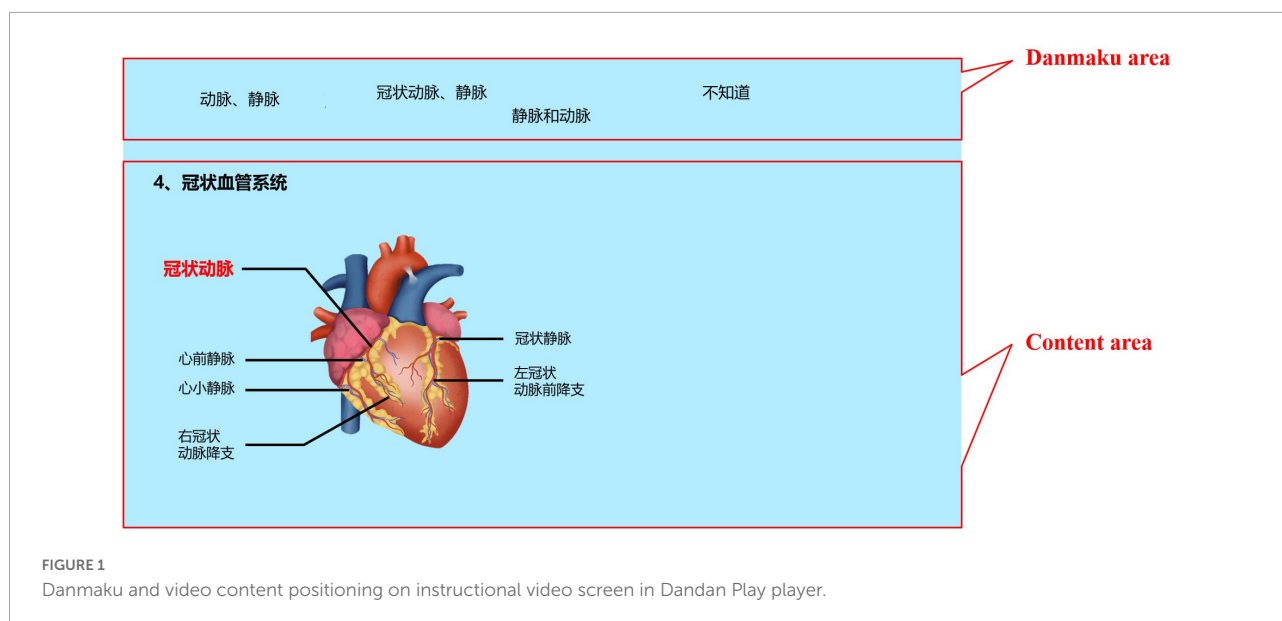 Danmaku area
动脉、静脉
冠状动脉、静脉
不知道
静脉和动脉
4、冠状血管系统
冠状动脉
心前静脉
心小静脉
右冠状
动脉降支
冠状静脉
左冠状
动脉前降支
Content area
FIGURE 1
Danmaku and video content positioning on instructional video screen in Dandan Play player.